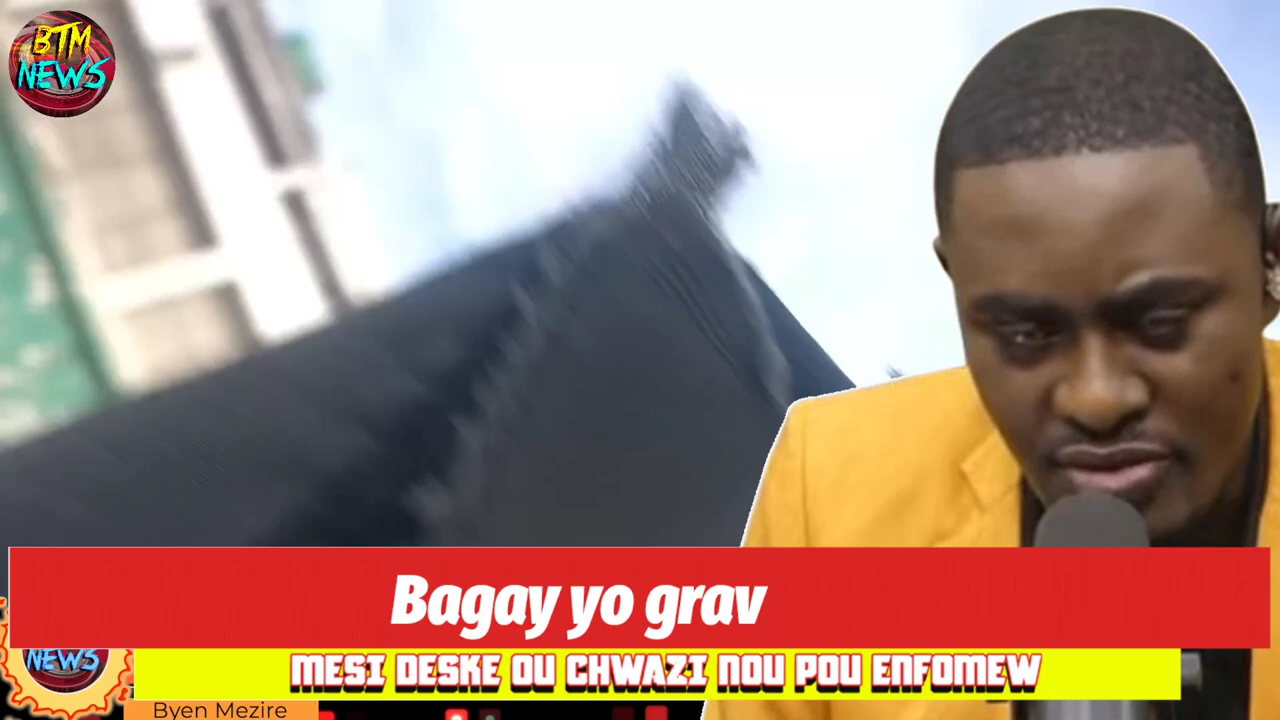 BTM
NEWS
Bagay yo grav
NEWS
MESI DESKE OU CHWAZI NOU POU ENFOMEW
Byen Mezire